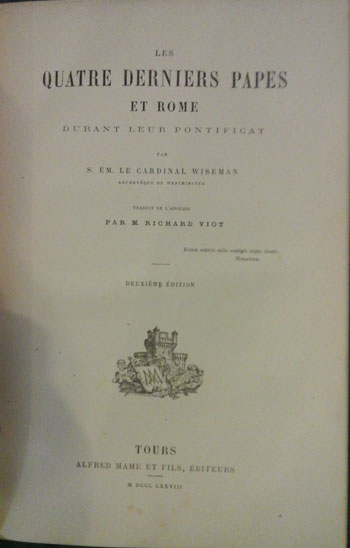 LES
QUATRE DERNIERS PAPES
ET ROME
DURANT LEUR PONTIFICAT
PAR
S. ÉM. LE CARDINAL WISEMAN
ARCHEVÊQUE DE WESTMINSTER
TRADUIT DE L'ANGLAIS
PAR M. RICHARD VIOT
DEUXIÈME ÉDITION
TOURS
ALFRED MAME ET FILS, ÉDITEURS
M DCCC LXXVIII